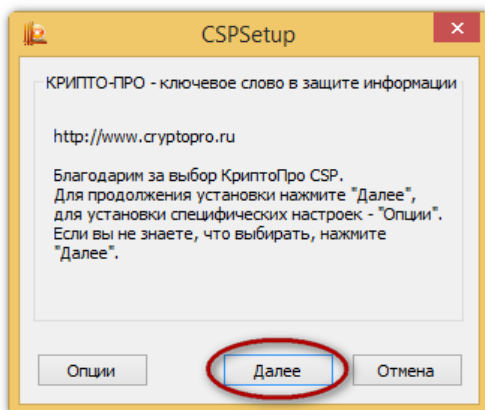 CSPSetup
КРИПТО-ПРО - ключевое слово в защите информации
http://www.cryptopro.ru
Благодарим за выбор КриптоПро CSP.
Для продолжения установки нажмите "Далее",
для установки специфических настроек - "Опции".
Если вы не знаете, что выбирать, нажмите
"Далее".
Опции Далее Отмена